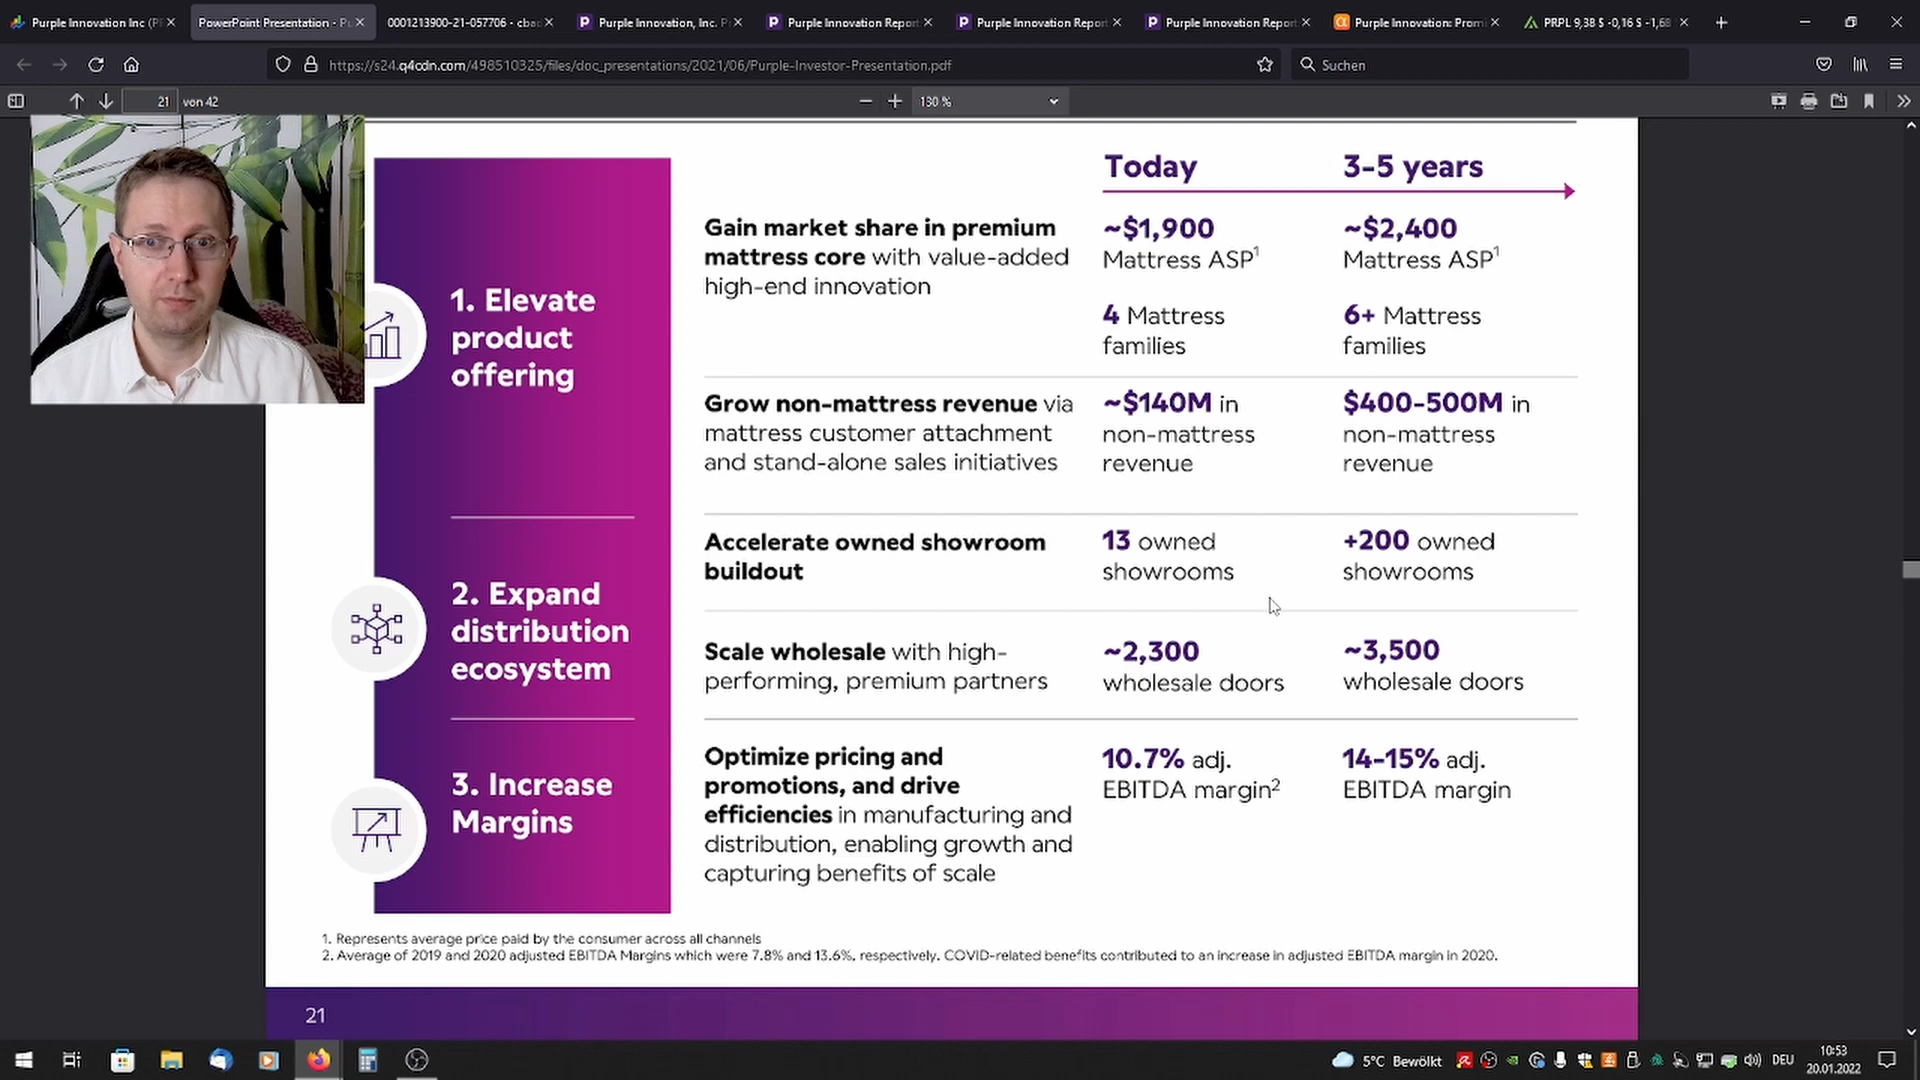 Purple Innovation Inc (PR
PowerPoint Presentation - Pu
0001213900-21-057706 - cbac
Purple Innovation, Inc. P
Purple Innovation Report
Purple Innovation Report
Purple Innovation Report
Purple Innovation: Prom
PRPL 9,38 $ -0,16 $ -1,68
https://s24.q4cdn.com/498510325/files/doc_presentations/2021/06/Purple-Investor-Presentation.pdf
Suchen
21 von 42
130 %
Today
3-5 years
1. Elevate
product
offering
Gain market share in premium
mattress core with value-added
high-end innovation
~$1,900
Mattress ASP1
4 Mattress
families
~$2,400
Mattress ASP1
6+ Mattress
families
Grow non-mattress revenue via
mattress customer attachment
and stand-alone sales initiatives
~$140M in
non-mattress
revenue
$400-500M in
non-mattress
revenue
2. Expand
distribution
ecosystem
Accelerate owned showroom
buildout
13 owned
showrooms
+200 owned
showrooms
Scale wholesale with high-
performing, premium partners
~2,300
wholesale doors
~3,500
wholesale doors
3. Increase
Margins
Optimize pricing and
promotions, and drive
efficiencies in manufacturing and
distribution, enabling growth and
capturing benefits of scale
10.7% adj.
EBITDA margin2
14-15% adj.
EBITDA margin
1. Represents average price paid by the consumer across all channels
2. Average of 2019 and 2020 adjusted EBITDA Margins which were 7.8% and 13.6%, respectively. COVID-related benefits contributed to an increase in adjusted EBITDA margin in 2020.
21
5°C Bewölkt
DEU
10:53
20.01.2022